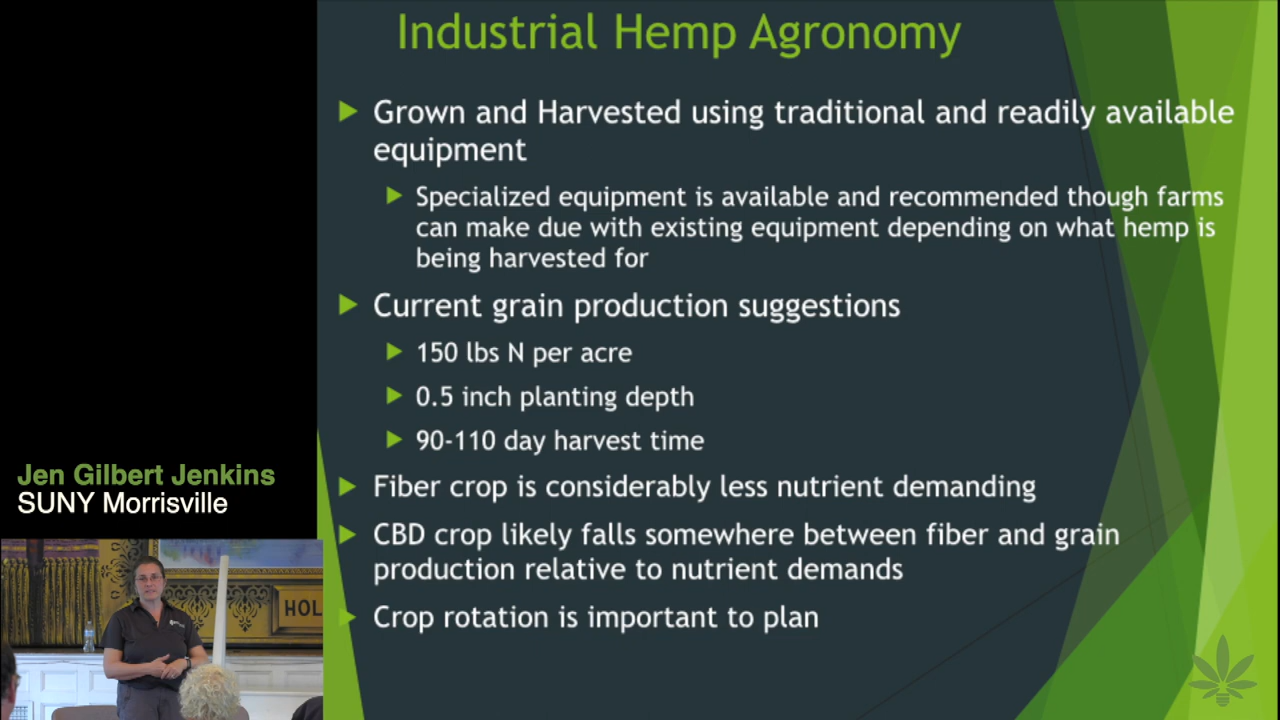 Industrial Hemp Agronomy
Grown and Harvested using traditional and readily available
equipment
Specialized equipment is available and recommended though farms
can make due with existing equipment depending on what hemp is
being harvested for
Current grain production suggestions
150 lbs N per acre
0.5 inch planting depth
90-110 day harvest time
Fiber crop is considerably less nutrient demanding
CBD crop likely falls somewhere between fiber and grain
production relative to nutrient demands
Crop rotation is important to plan
Jen Gilbert Jenkins
SUNY Morrisville
HOL